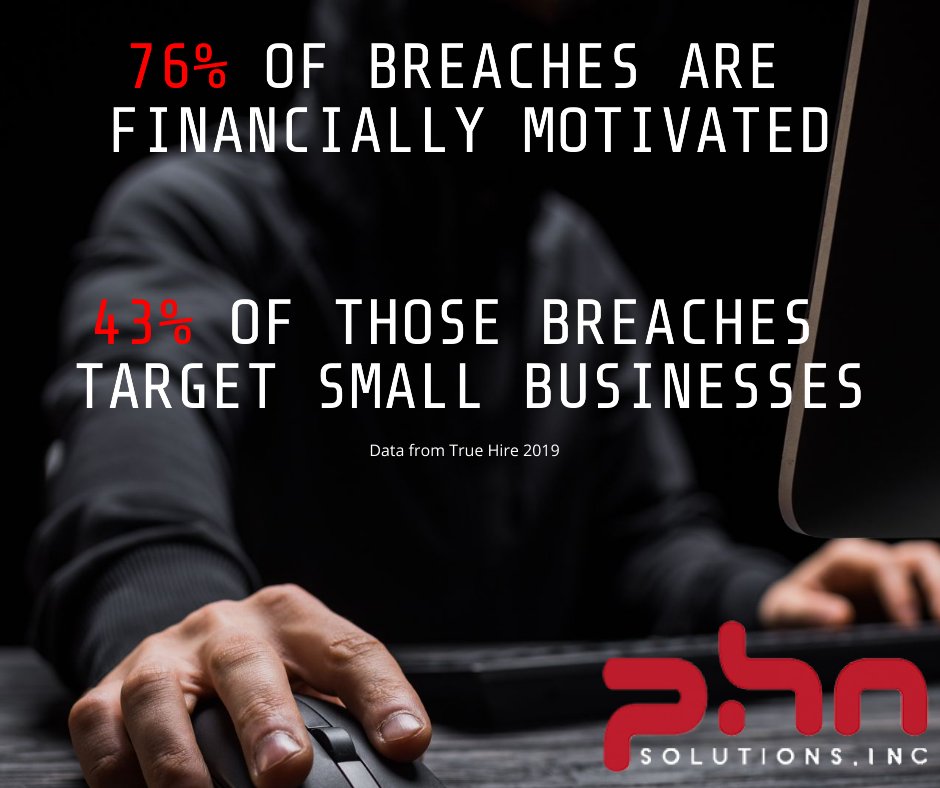 76% OF BREACHES ARE
FINANCIALLY MOTIVATED
43% OF THOSE BREACHES
TARGET SMALL BUSINESSES
Data from True Hire 2019
phn
SOLUTIONS.INC